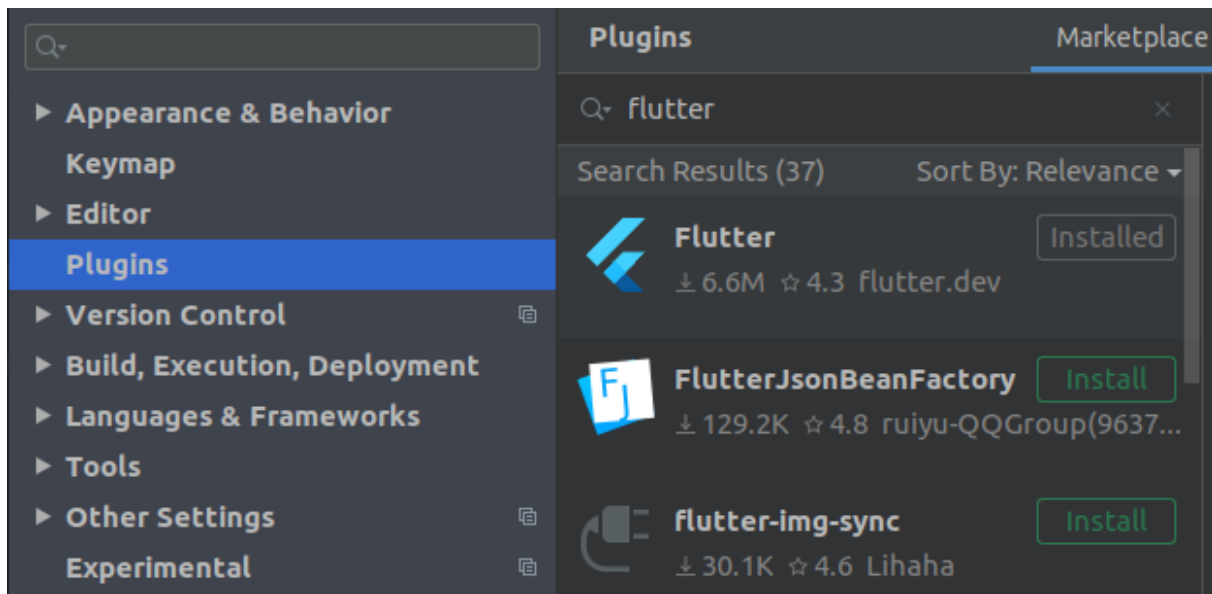 Appearance & Behavior
Keymap
Editor
Plugins
Version Control
Build, Execution, Deployment
Languages & Frameworks
Tools
Other Settings
Experimental
Plugins
Marketplace
flutter
Search Results (37)
Sort By: Relevance
Flutter
Installed
6.6M 4.3 flutter.dev
FJ
FlutterJsonBeanFactory
Install
129.2K 4.8 ruiyu-QQGroup(9637...
flutter-img-sync
Install
30.1K 4.6 Lihaha